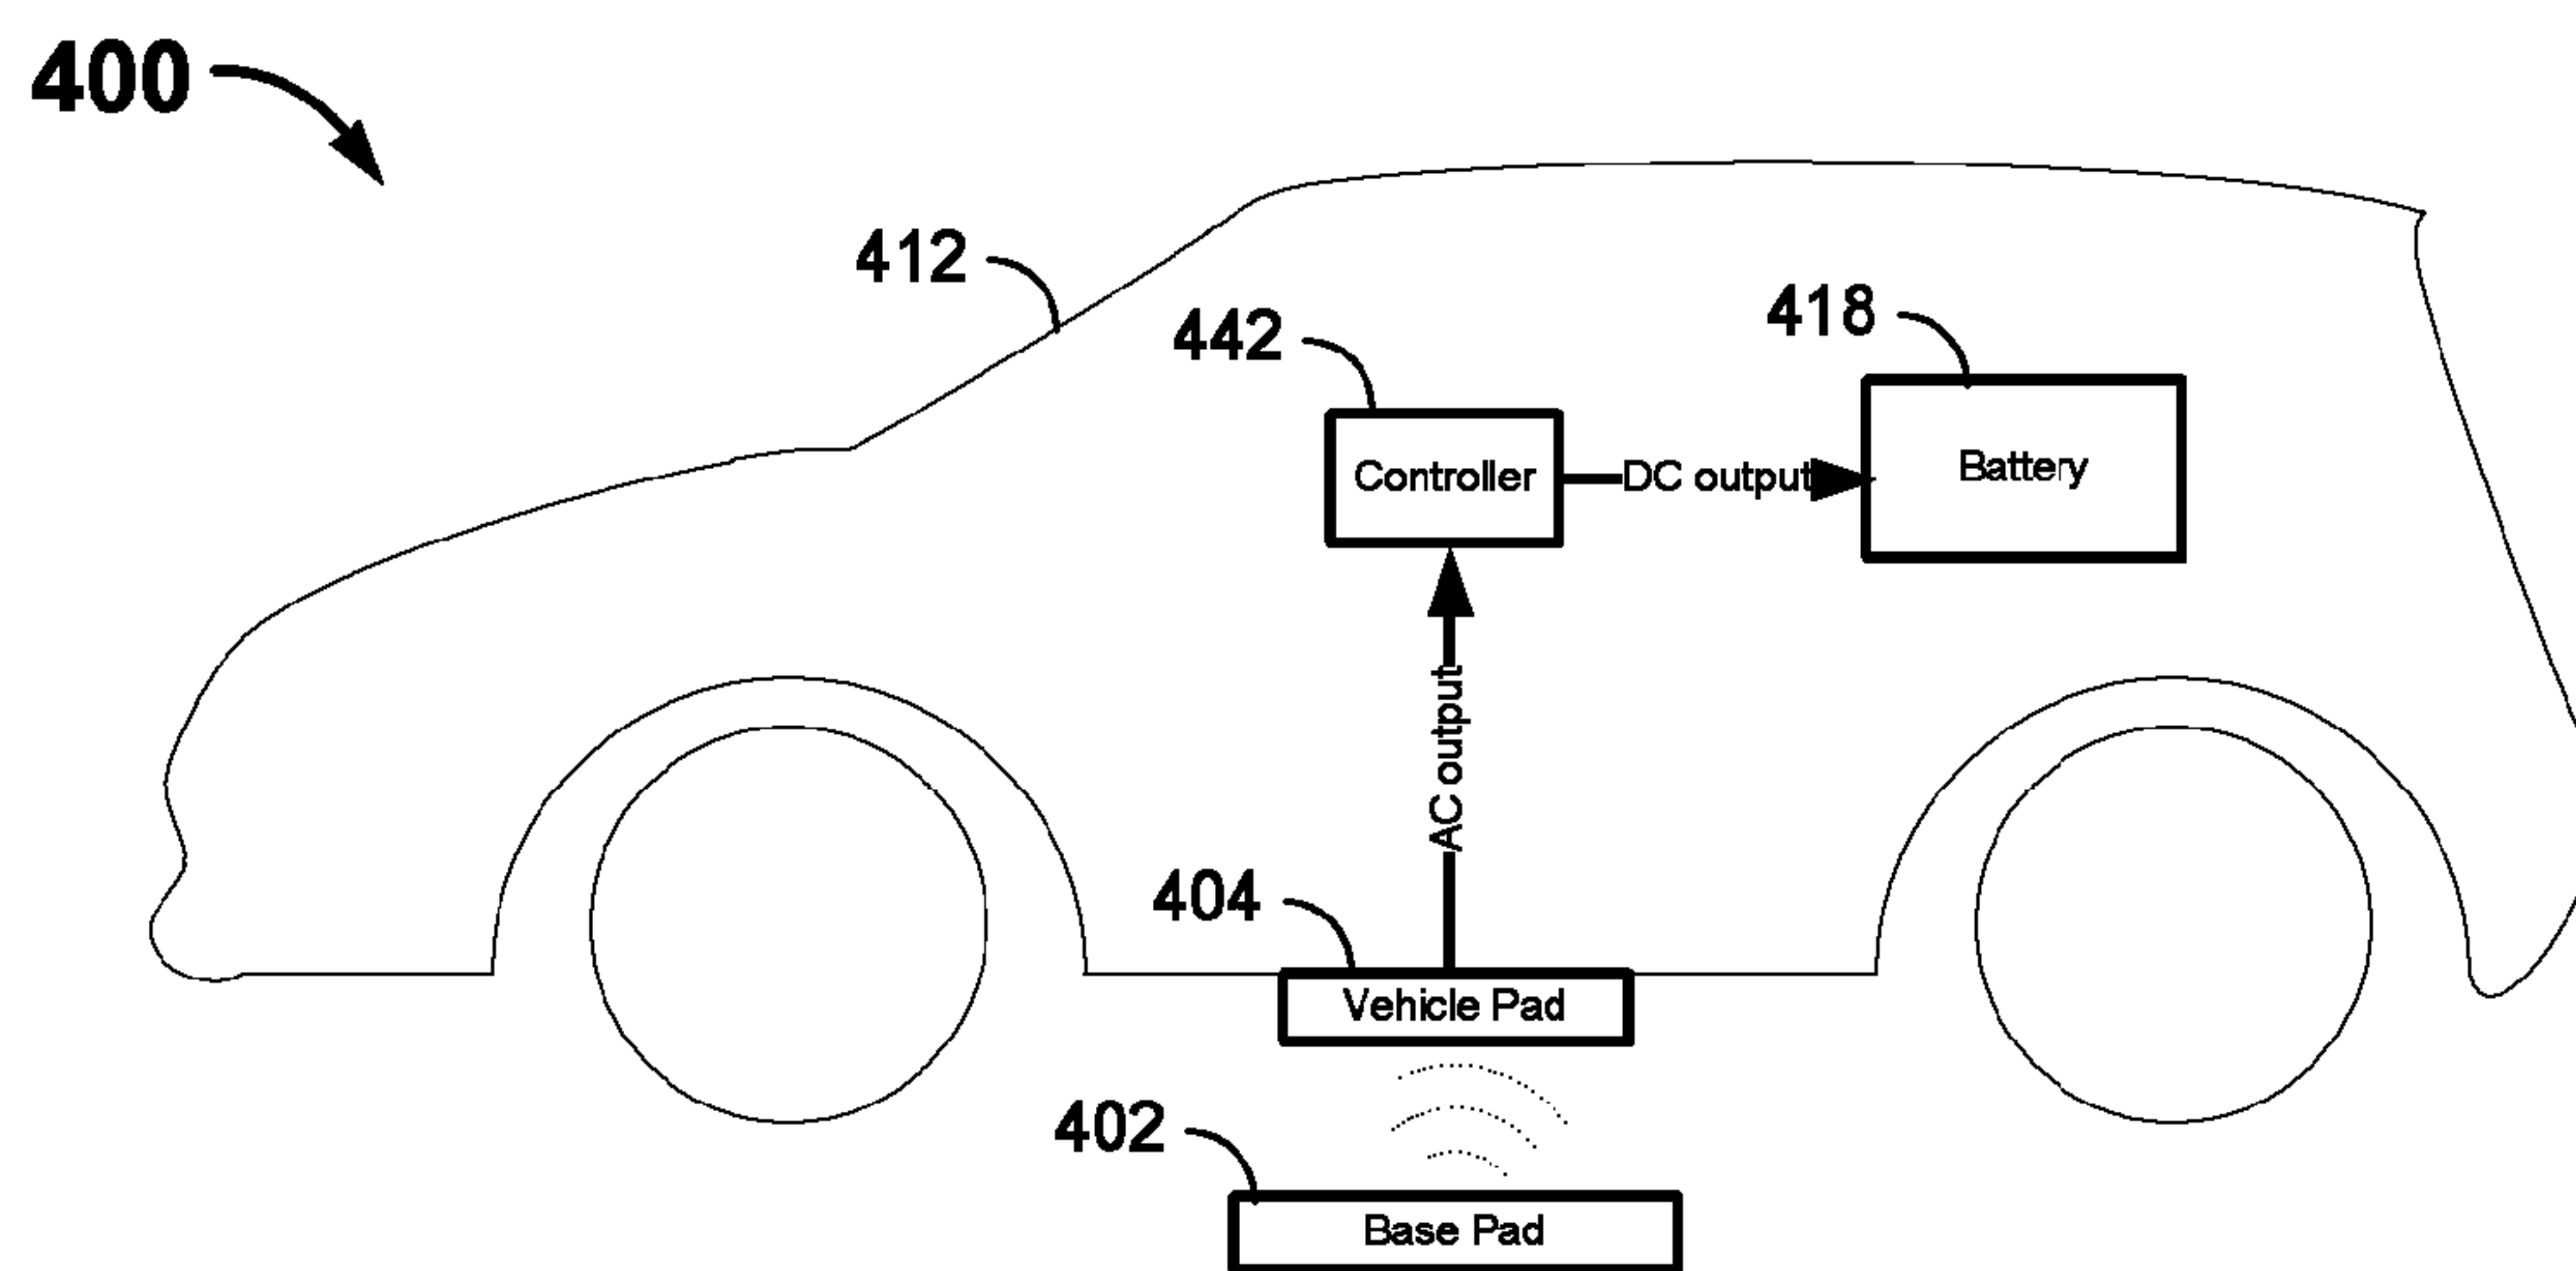 400
412
442
418
Controller
DC output
Battery
AC output
404
Vehicle Pad
402
Base Pad